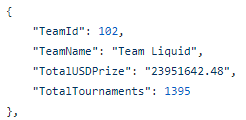 {
"TeamId": 102,
"TeamName": "Team Liquid",
"TotalUSDPrize": "23951642.48",
"TotalTournaments": 1395
},